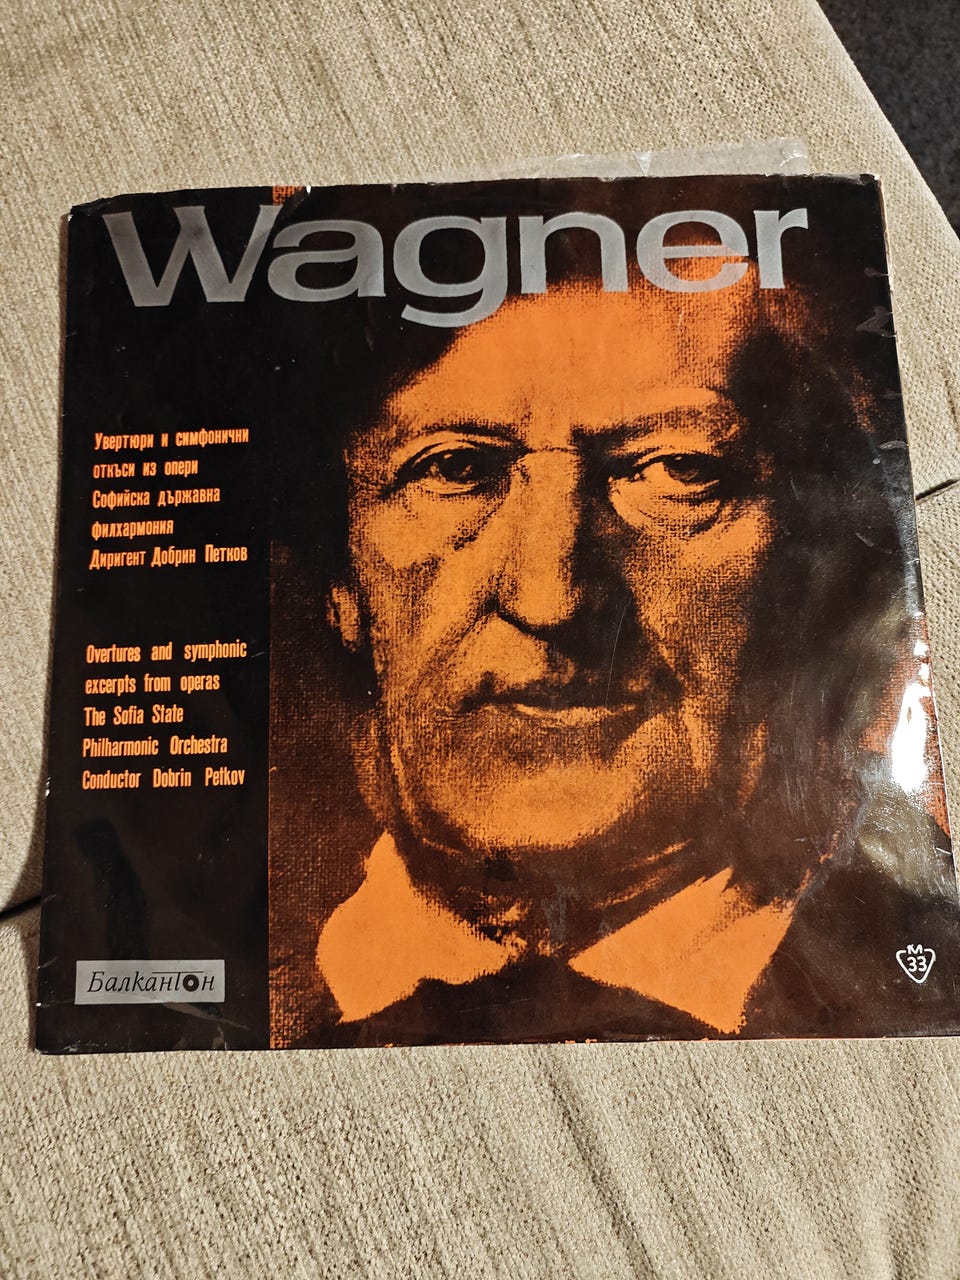 Wagner
Увертюри и симфонични
откъси из опери
Софийска държавна
филхармония
Диригент Добрин Петков
Overtures and symphonic
excerpts from operas
The Sofia State
Philharmonic Orchestra
Conductor Dobrin Petkov
Балкантон
М
33